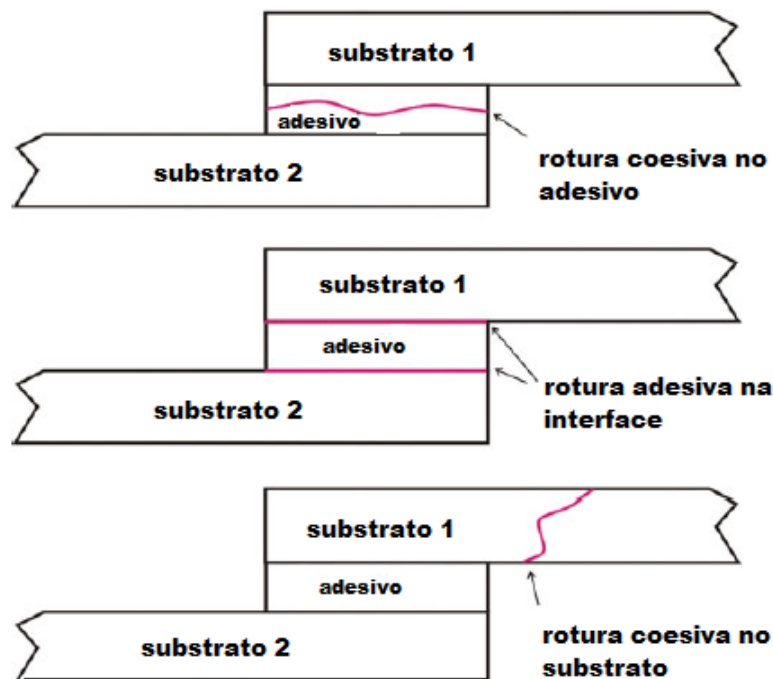 substrato 1
adesivo
substrato 2
rotura coesiva no
adesivo
substrato 1
adesivo
substrato 2
rotura adesiva na
interface
substrato 1
adesivo
substrato 2
rotura coesiva no
substrato